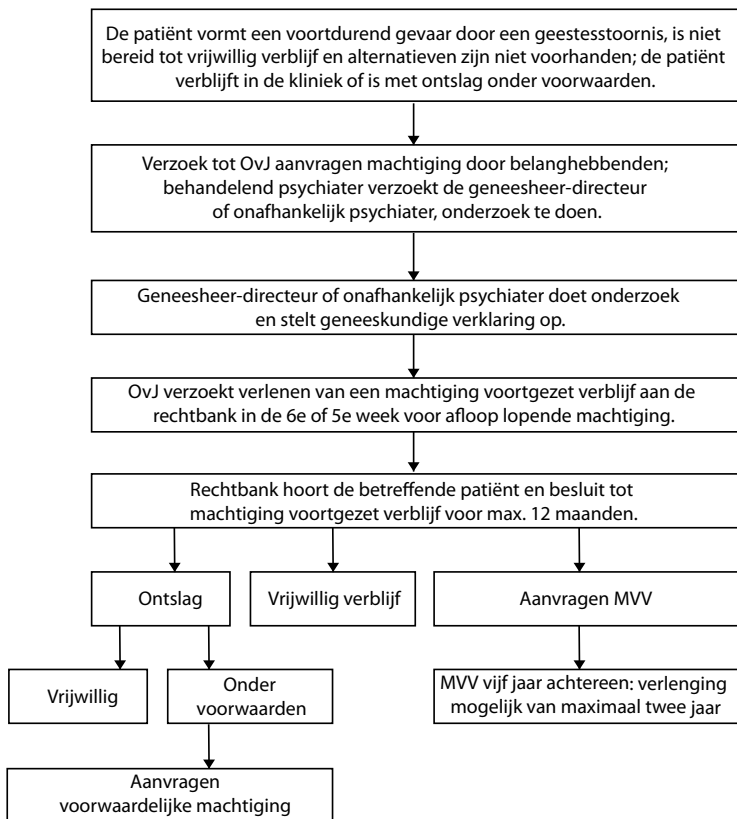 De patiënt vormt een voortdurend gevaar door een geestesstoornis, is niet
bereid tot vrijwillig verblijf en alternatieven zijn niet voorhanden; de patiënt
verblijft in de kliniek of is met ontslag onder voorwaarden.
Verzoek tot OvJ aanvragen machtiging door belanghebbenden;
behandelend psychiater verzoekt de geneesheer-directeur
of onafhankelijk psychiater, onderzoek te doen.
Geneesheer-directeur of onafhankelijk psychiater doet onderzoek
en stelt geneeskundige verklaring op.
OvJ verzoekt verlenen van een machtiging voortgezet verblijf aan de
rechtbank in de 6e of 5e week voor afloop lopende machtiging.
Rechtbank hoort de betreffende patiënt en besluit tot
machtiging voortgezet verblijf voor max. 12 maanden.
Ontslag
Vrijwillig verblijf
Aanvragen MVV
Vrijwillig
Onder
voorwaarden
MVV vijf jaar achtereen: verlenging
mogelijk van maximaal twee jaar
Aanvragen
voorwaardelijke machtiging